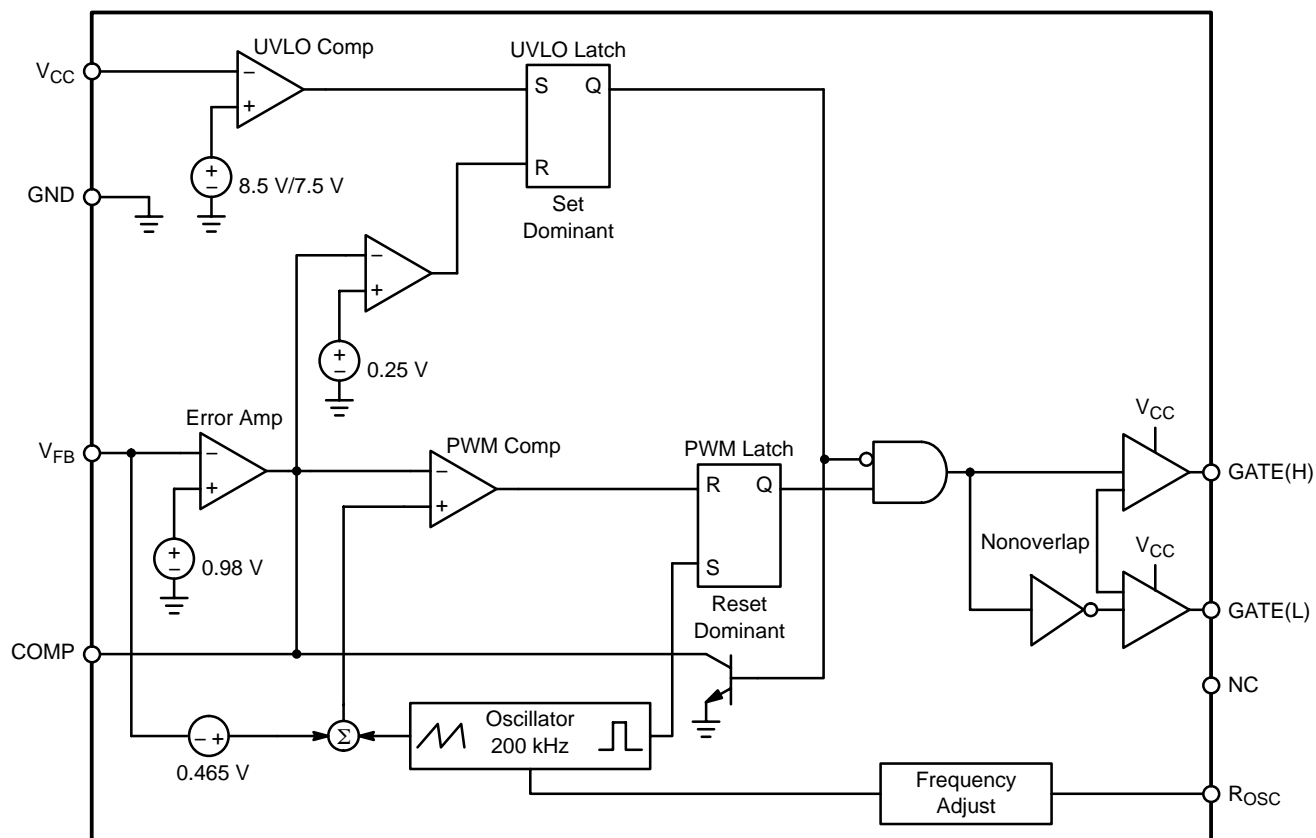 UVLO Comp
UVLO Latch
VCC
−
+
S
Q
R
+
−
8.5 V/7.5 V
GND
Set
Dominant
−
+
+
−
0.25 V
Error Amp
VFB
−
+
PWM Comp
−
+
PWM Latch
R
Q
S
VCC
GATE(H)
Nonoverlap
VCC
+
−
0.98 V
Reset
Dominant
GATE(L)
COMP
NC
− +
0.465 V
Σ
Oscillator
200 kHz
Frequency
Adjust
ROSC